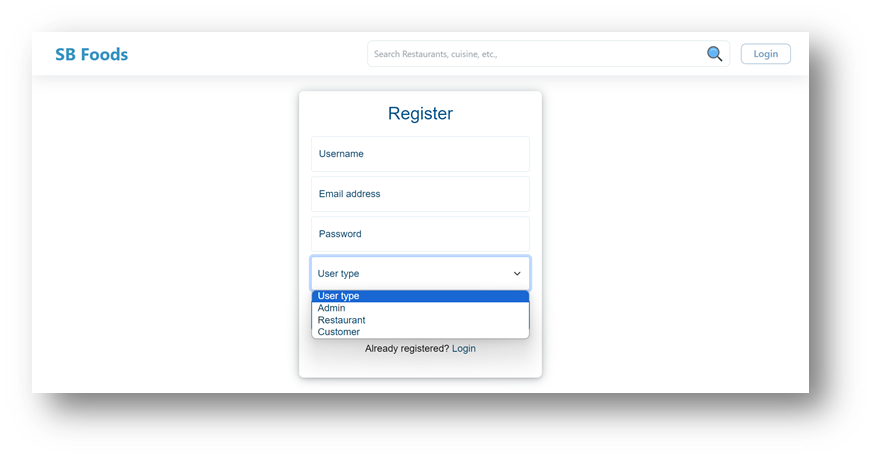 SB Foods
Search Restaurants, cuisine, etc.,
Login
Register
Username
Email address
Password
User type
User type
Admin
Restaurant
Customer
Already registered? Login